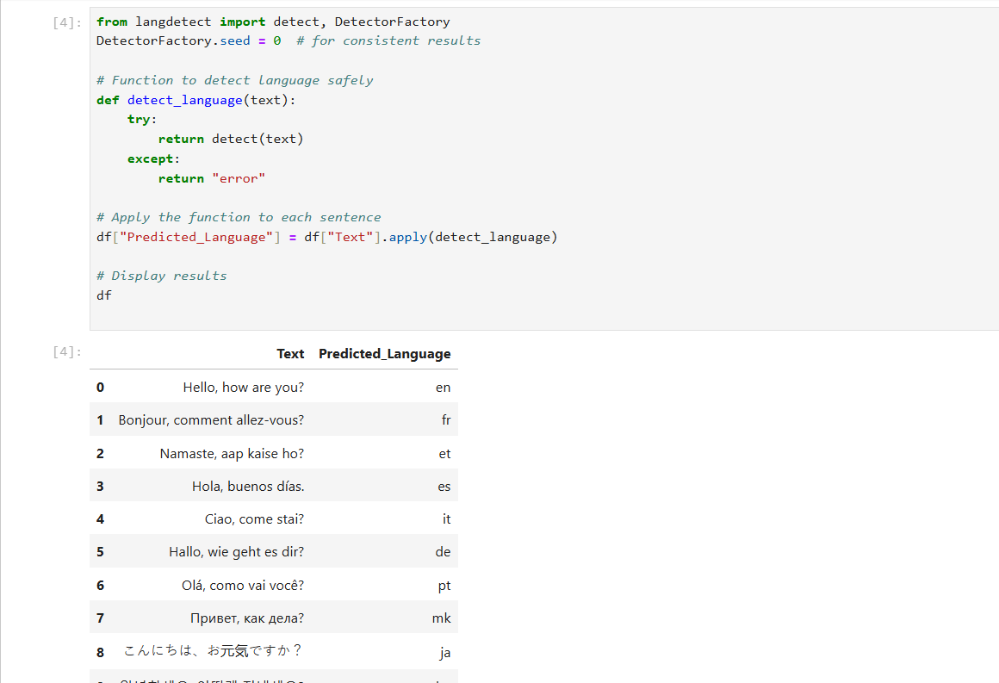 [4]: from langdetect import detect, DetectorFactory
DetectorFactory.seed = 0  # for consistent results
# Function to detect language safely
def detect_language(text):
    try:
        return detect(text)
    except:
        return "error"
# Apply the function to each sentence
df["Predicted_Language"] = df["Text"].apply(detect_language)
# Display results
df
[4]: Text Predicted_Language
0 Hello, how are you? en
1 Bonjour, comment allez-vous? fr
2 Namaste, aap kaise ho? et
3 Hola, buenos días. es
4 Ciao, come stai? it
5 Hallo, wie geht es dir? de
6 Olá, como vai você? pt
7 Привет, как дела? mk
8 こんにちは、お元気ですか？ ja